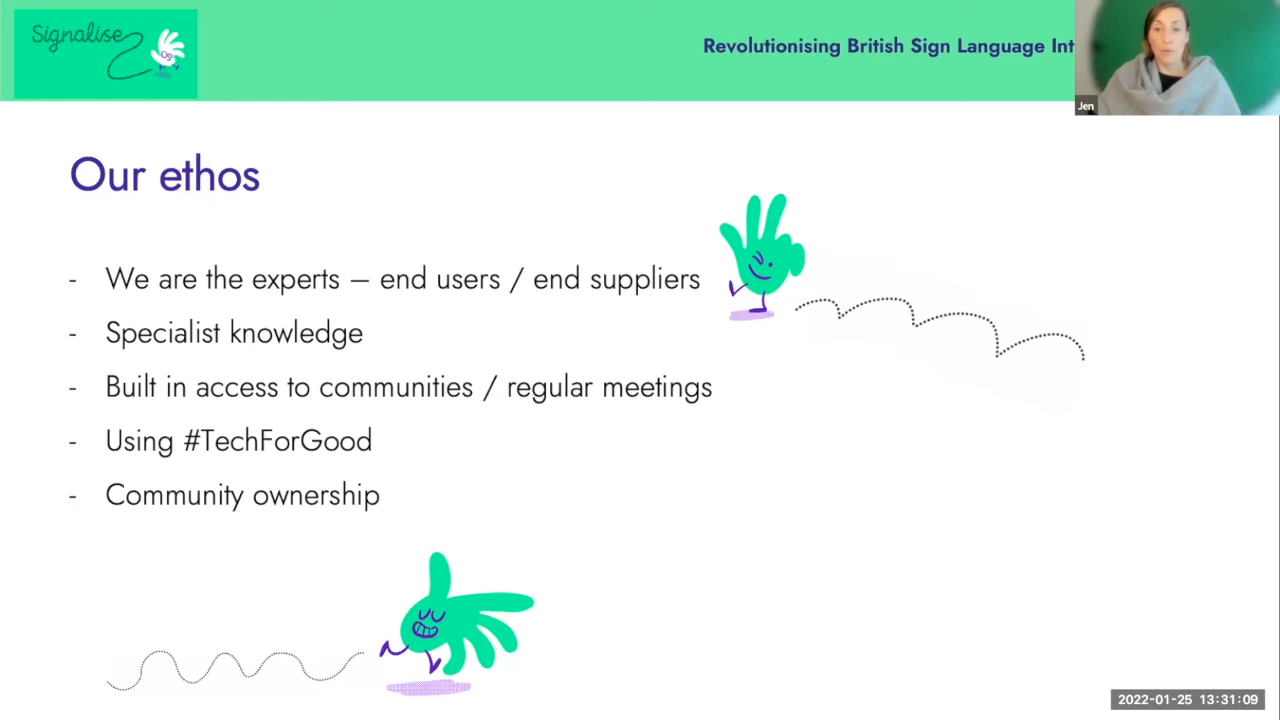 Signalise
Revolutionising British Sign Language Int
Jen
Our ethos
- We are the experts – end users / end suppliers
- Specialist knowledge
- Built in access to communities / regular meetings
- Using #TechForGood
- Community ownership
2022-01-25 13:31:09